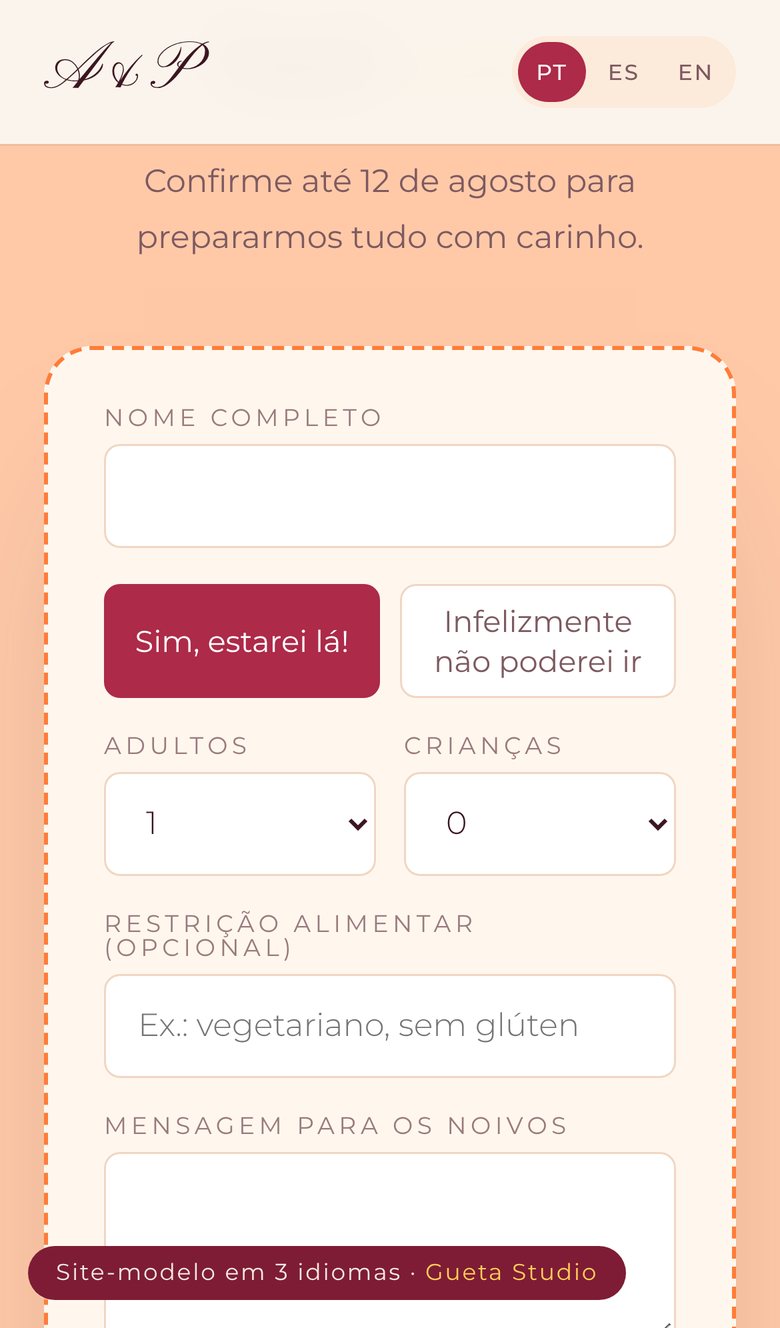 A & P
PT ES EN
Confirme até 12 de agosto para
prepararmos tudo com carinho.
NOME COMPLETO
Sim, estarei lá!
Infelizmente
não poderei ir
ADULTOS CRIANÇAS
1 0
RESTRIÇÃO ALIMENTAR
(OPCIONAL)
Ex.: vegetariano, sem glúten
MENSAGEM PARA OS NOIVOS
Site-modelo em 3 idiomas · Gueta Studio